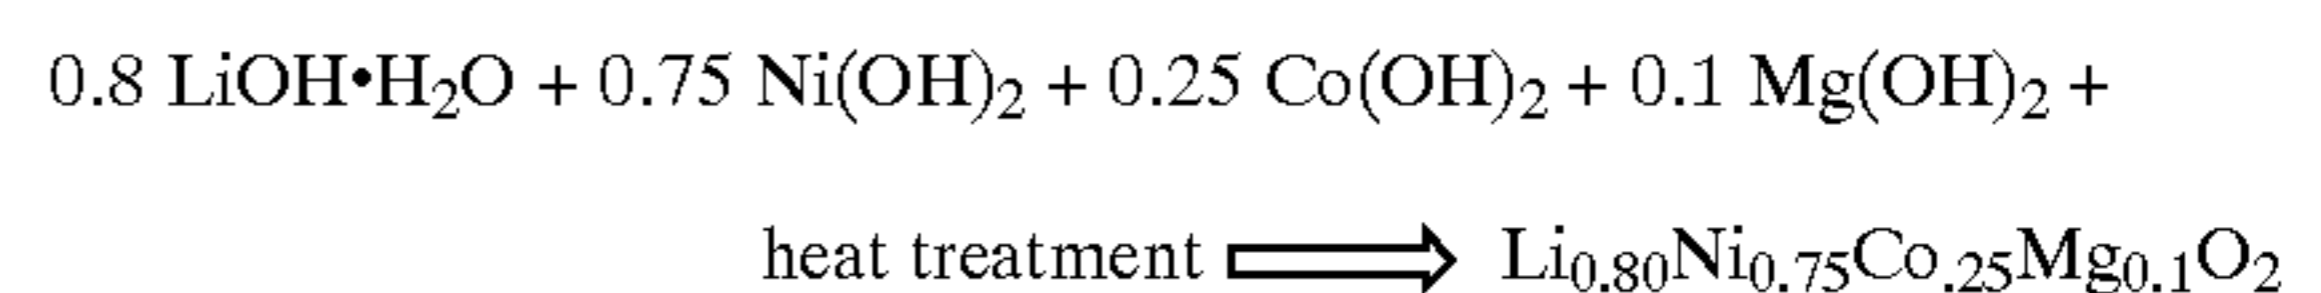 0.8 LiOH•H₂O + 0.75 Ni(OH)₂ + 0.25 Co(OH)₂ + 0.1 Mg(OH)₂ +
heat treatment ⟹ Li₀.₈₀Ni₀.₇₅Co.₂₅Mg₀.₁O₂